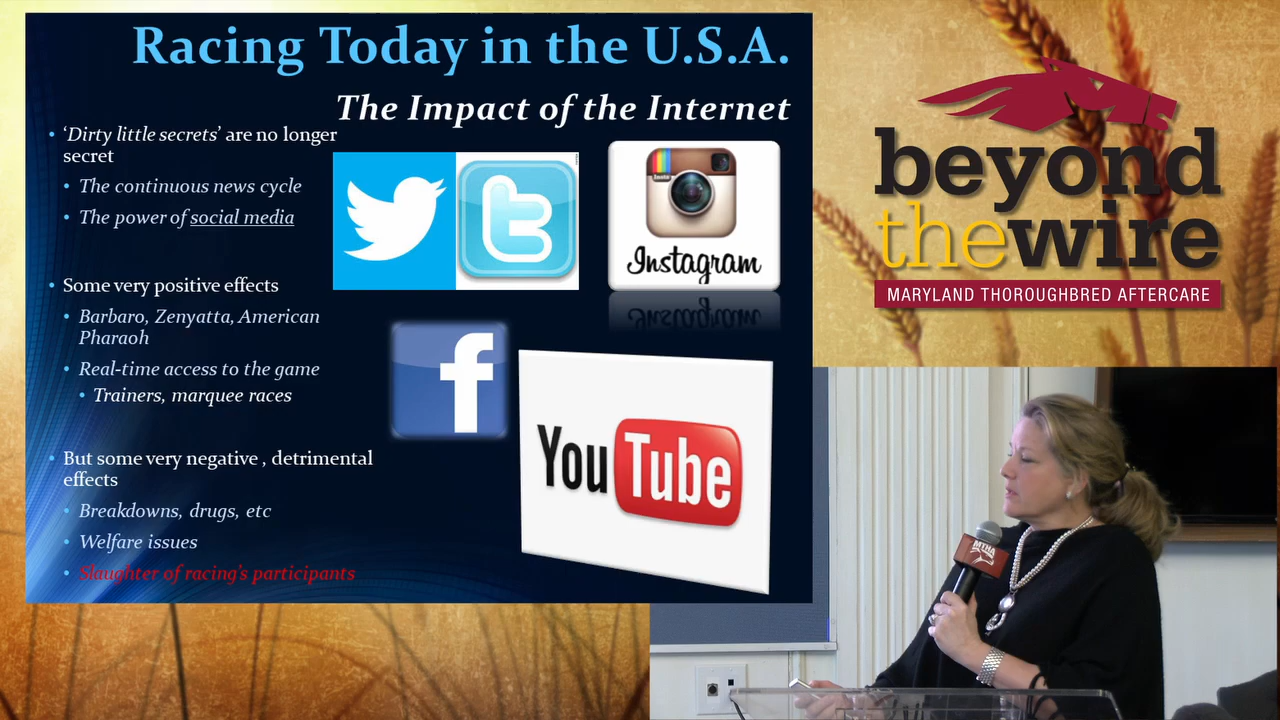 Racing Today in the U.S.A.
The Impact of the Internet
• ‘Dirty little secrets’ are no longer
secret
• The continuous news cycle
• The power of social media
• Some very positive effects
• Barbaro, Zenyatta, American
Pharaoh
• Real-time access to the game
• Trainers, marquee races
• But some very negative , detrimental
effects
• Breakdowns, drugs, etc
• Welfare issues
• Slaughter of racing's participants
t
Instagram
Instagram
f
YouTube
beyond
thewire
MARYLAND THOROUGHBRED AFTERCARE
MTHA